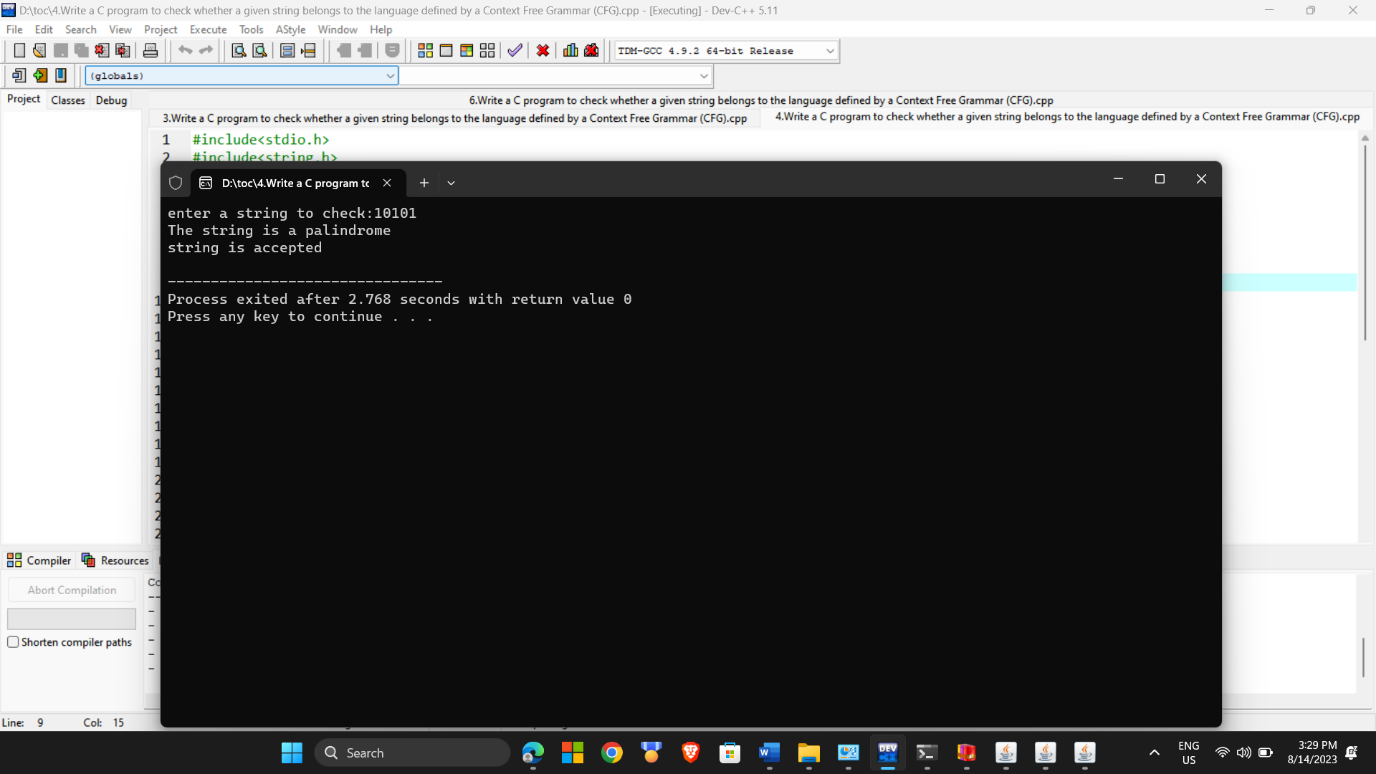 D:\toc\4.Write a C program to check whether a given string belongs to the language defined by a Context Free Grammar (CFG).cpp - [Executing] - Dev-C++ 5.11
File Edit Search View Project Execute Tools AStyle Window Help
TDM-GCC 4.9.2 64-bit Release
(globals)
Project Classes Debug
6.Write a C program to check whether a given string belongs to the language defined by a Context Free Grammar (CFG).cpp
3.Write a C program to check whether a given string belongs to the language defined by a Context Free Grammar (CFG).cpp 4.Write a C program to check whether a given string belongs to the language defined by a Context Free Grammar (CFG).cpp
1 #include<stdio.h>
2 #include<string.h>
D:\toc\4.Write a C program to
enter a string to check:10101
The string is a palindrome
string is accepted
--------------------------------
Process exited after 2.768 seconds with return value 0
Press any key to continue . . .
Compiler Resources
Abort Compilation
Shorten compiler paths
Line: 9 Col: 15
Search
DEV
ENG
US
3:29 PM
8/14/2023